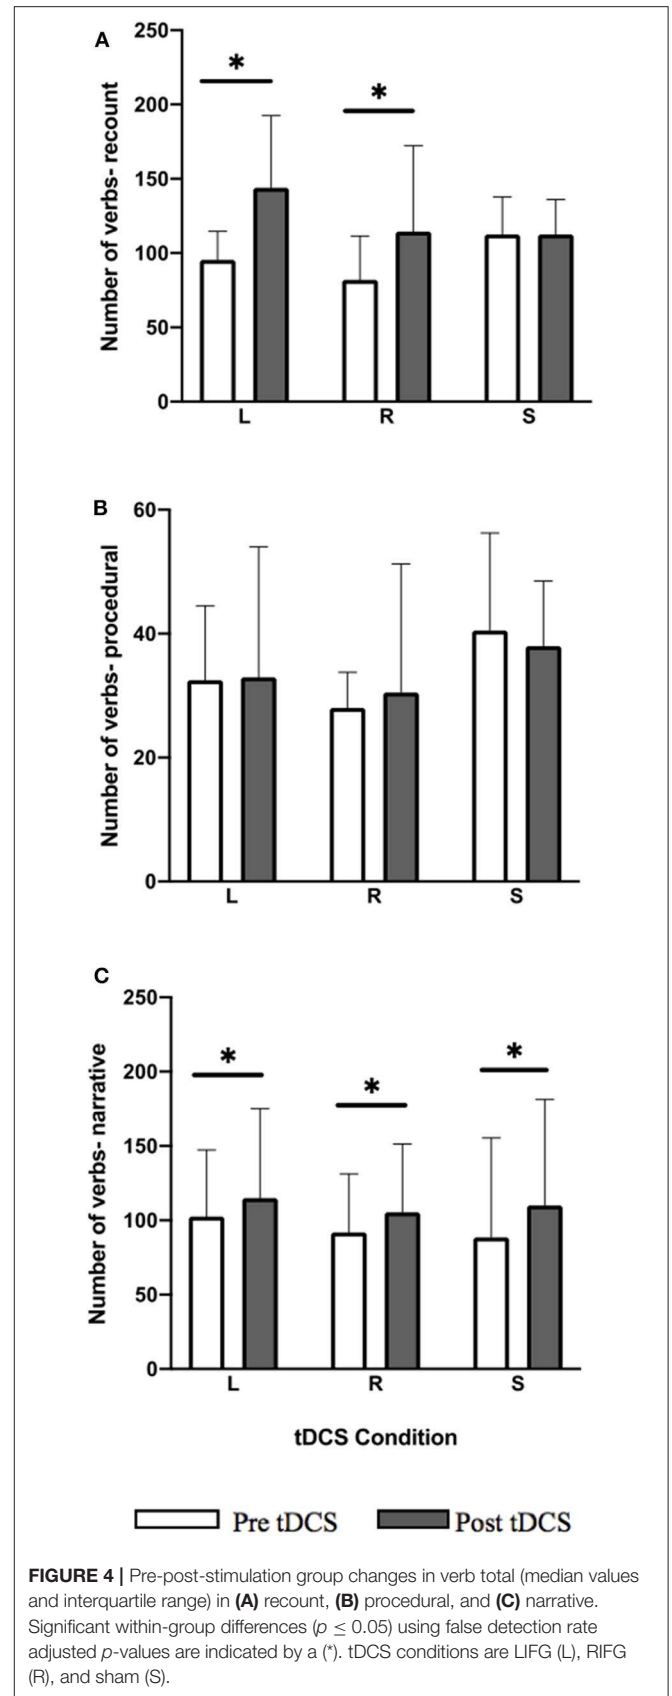 A
250
200
150
100
50
0
Number of verbs- recount
*
*
L
R
S
B
60
40
20
0
Number of verbs- procedural
L
R
S
C
250
200
150
100
50
0
Number of verbs- narrative
*
*
*
L
R
S
tDCS Condition
Pre tDCS
Post tDCS
FIGURE 4 | Pre-post-stimulation group changes in verb total (median values
and interquartile range) in (A) recount, (B) procedural, and (C) narrative.
Significant within-group differences (p ≤ 0.05) using false detection rate
adjusted p-values are indicated by a (*). tDCS conditions are LIFG (L), RIFG
(R), and sham (S).